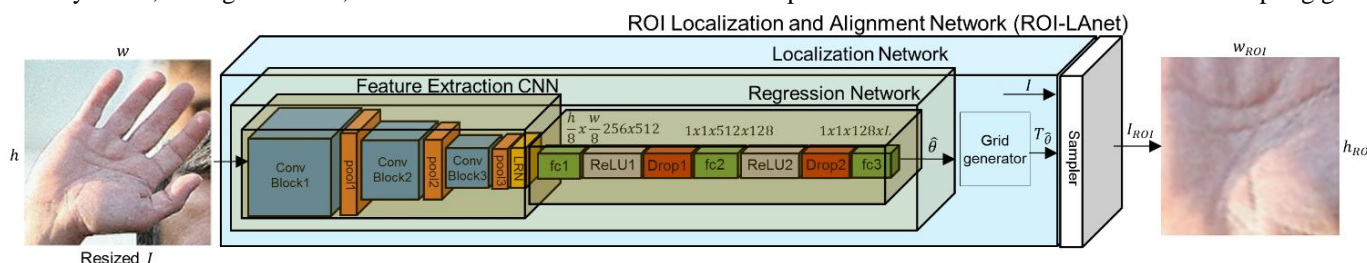 ROI Localization and Alignment Network (ROI-LAnet)
w
Localization Network
w_ROI
Feature Extraction CNN
Regression Network
I
h/8 x w/8 256x512
1x1x512x128
1x1x128xL
h
Conv Block1
pool1
Conv Block2
pool2
Conv Block3
pool3
LRN
fc1
ReLU1
Drop1
fc2
ReLU2
Drop2
fc3
θ̂
Grid generator
T_θ̂
Sampler
I_ROI
Resized I